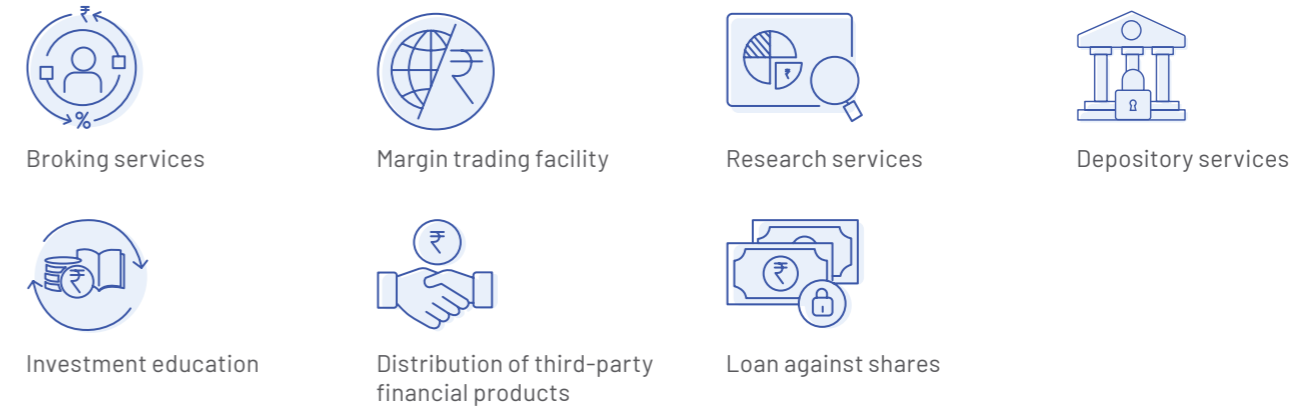 Broking services
Margin trading facility
Research services
Depository services
Investment education
Distribution of third-party
financial products
Loan against shares